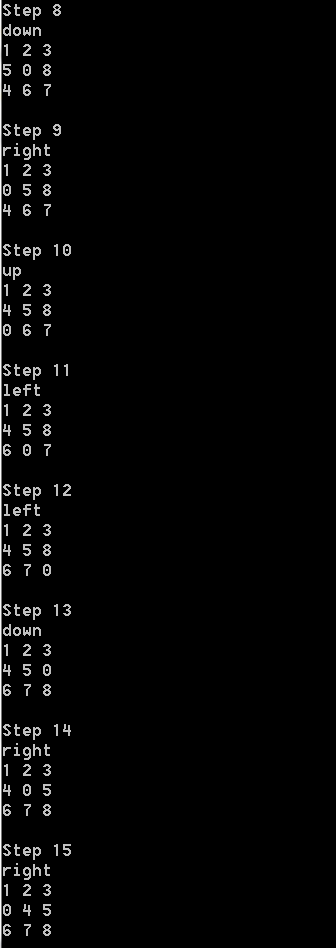 Step 8
down
1 2 3
5 0 8
4 6 7
Step 9
right
1 2 3
0 5 8
4 6 7
Step 10
up
1 2 3
4 5 8
0 6 7
Step 11
left
1 2 3
4 5 8
6 0 7
Step 12
left
1 2 3
4 5 8
6 7 0
Step 13
down
1 2 3
4 5 0
6 7 8
Step 14
right
1 2 3
4 0 5
6 7 8
Step 15
right
1 2 3
0 4 5
6 7 8